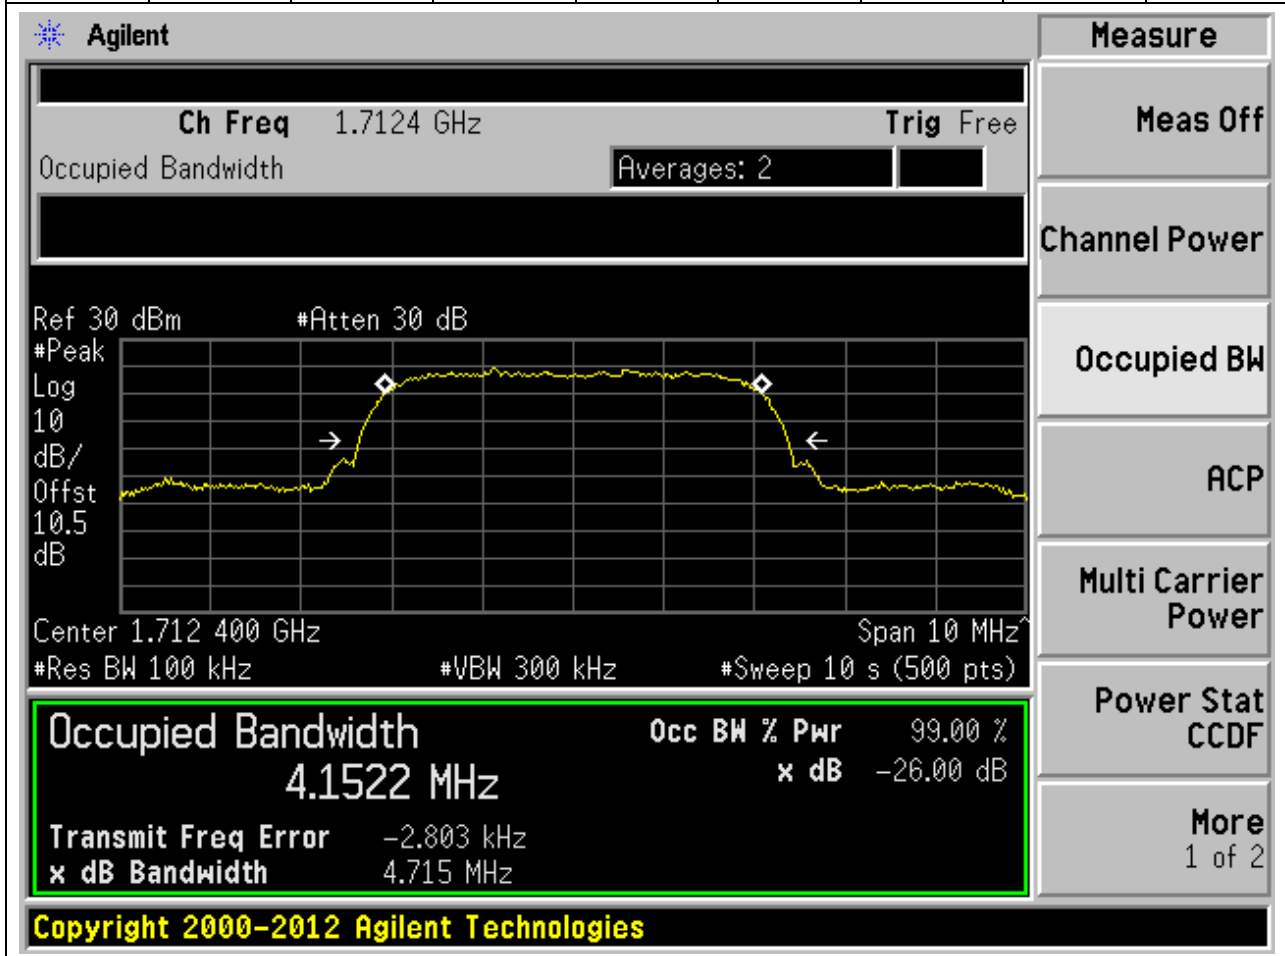 Agilent
Measure
Ch Freq 1.7124 GHz Trig Free
Meas Off
Occupied Bandwidth Averages: 2
Channel Power
Ref 30 dBm #Atten 30 dB
#Peak
Log
10
dB/
Offst
10.5
dB
Occupied BW
ACP
Multi Carrier
Power
Center 1.712 400 GHz Span 10 MHz^
#Res BW 100 kHz #VBW 300 kHz #Sweep 10 s (500 pts)
Power Stat
CCDF
Occupied Bandwidth Occ BW % Pwr 99.00 %
4.1522 MHz x dB -26.00 dB
Transmit Freq Error -2.803 kHz
x dB Bandwidth 4.715 MHz
More
1 of 2
Copyright 2000-2012 Agilent Technologies